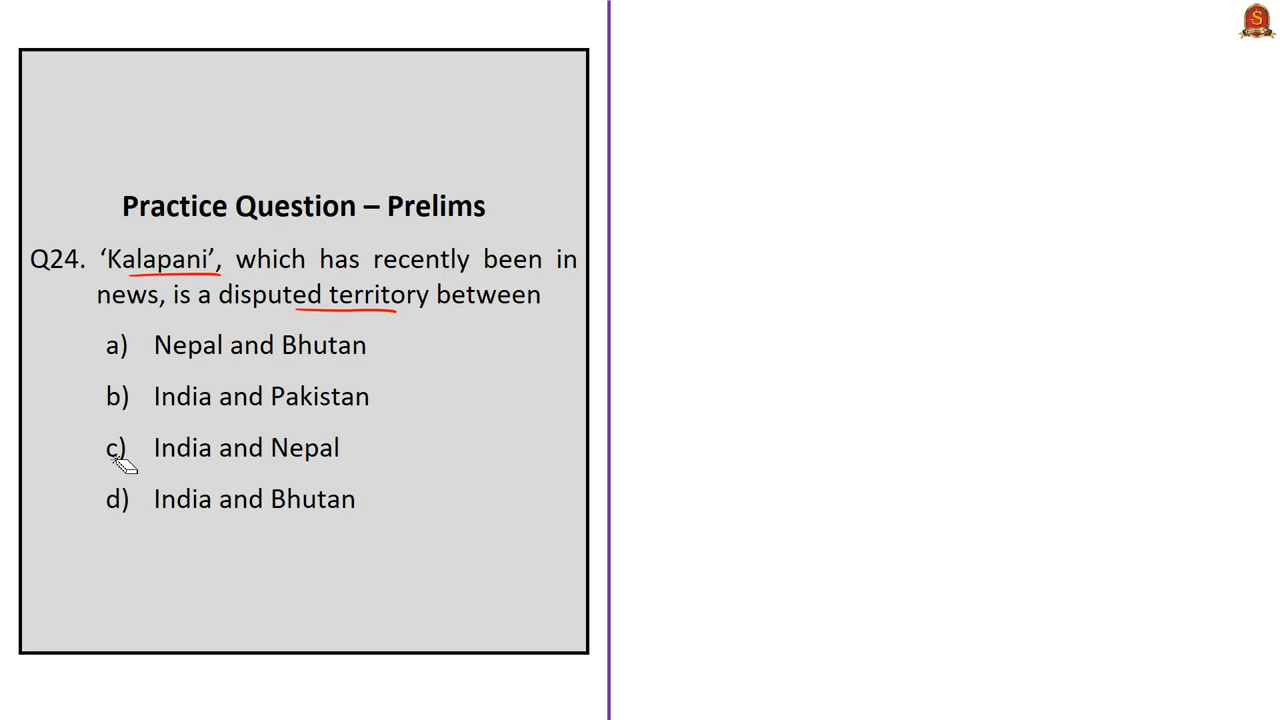 Practice Question – Prelims
Q24. ‘Kalapani’, which has recently been in
news, is a disputed territory between
a) Nepal and Bhutan
b) India and Pakistan
c) India and Nepal
d) India and Bhutan
S